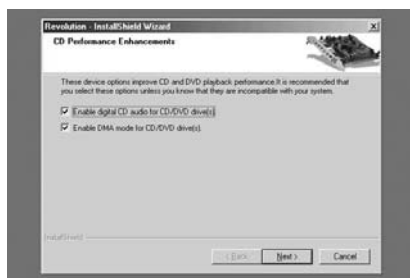 Revolution - InstallShield Wizard
CD Performance Enhancements
These device options improve CD and DVD playback performance.It is recommended that
you select these options unless you know that they are incompatible with your system.
Enable digital CD audio for CD/DVD drive(s).
Enable DMA mode for CD/DVD drive(s).
InstallShield
< Back
Next >
Cancel